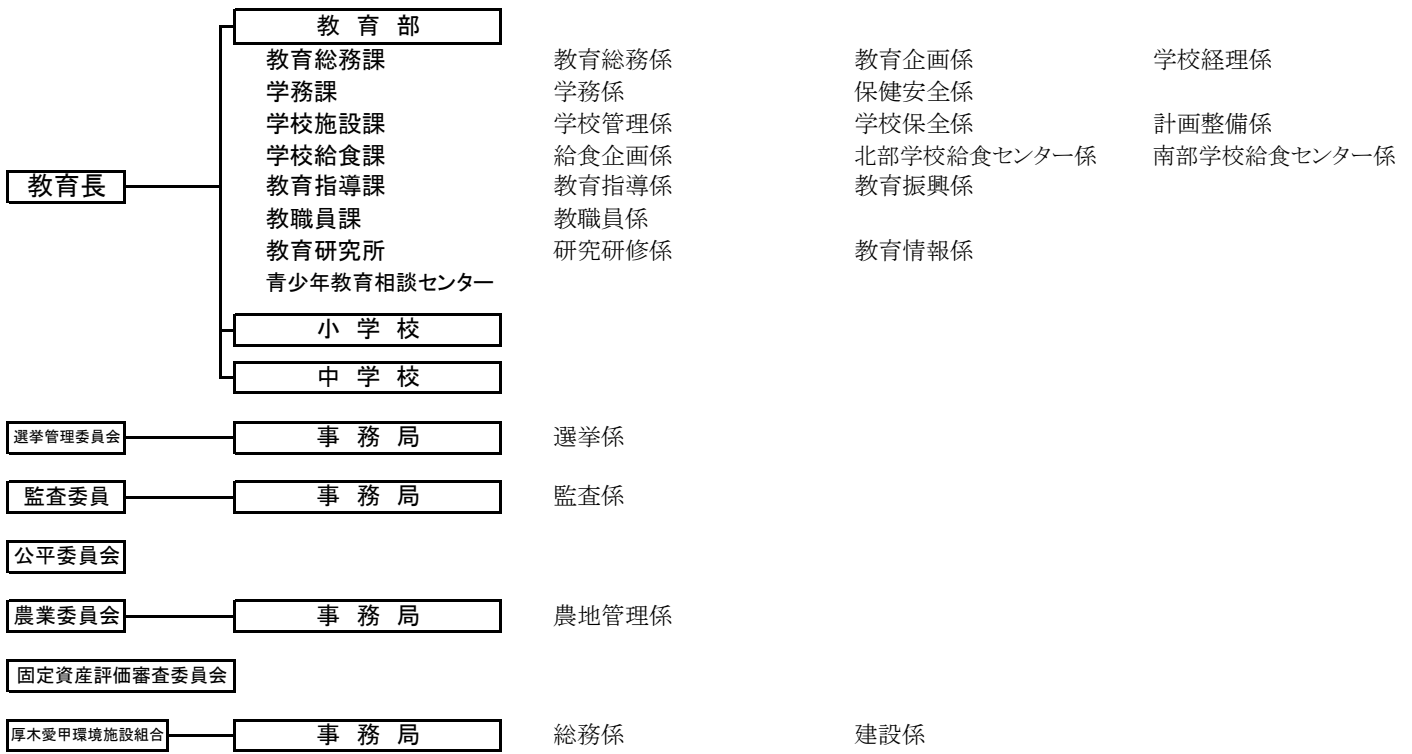 教育部
教育総務課 教育総務係 教育企画係 学校経理係
学務課 学務係 保健安全係
学校施設課 学校管理係 学校保全係 計画整備係
学校給食課 給食企画係 北部学校給食センター係 南部学校給食センター係
教育長 教育指導課 教育指導係 教育振興係
教職員課 教職員係
教育研究所 研究研修係 教育情報係
青少年教育相談センター
小学校
中学校
選挙管理委員会 事務局 選挙係
監査委員 事務局 監査係
公平委員会
農業委員会 事務局 農地管理係
固定資産評価審査委員会
厚木愛甲環境施設組合 事務局 総務係 建設係